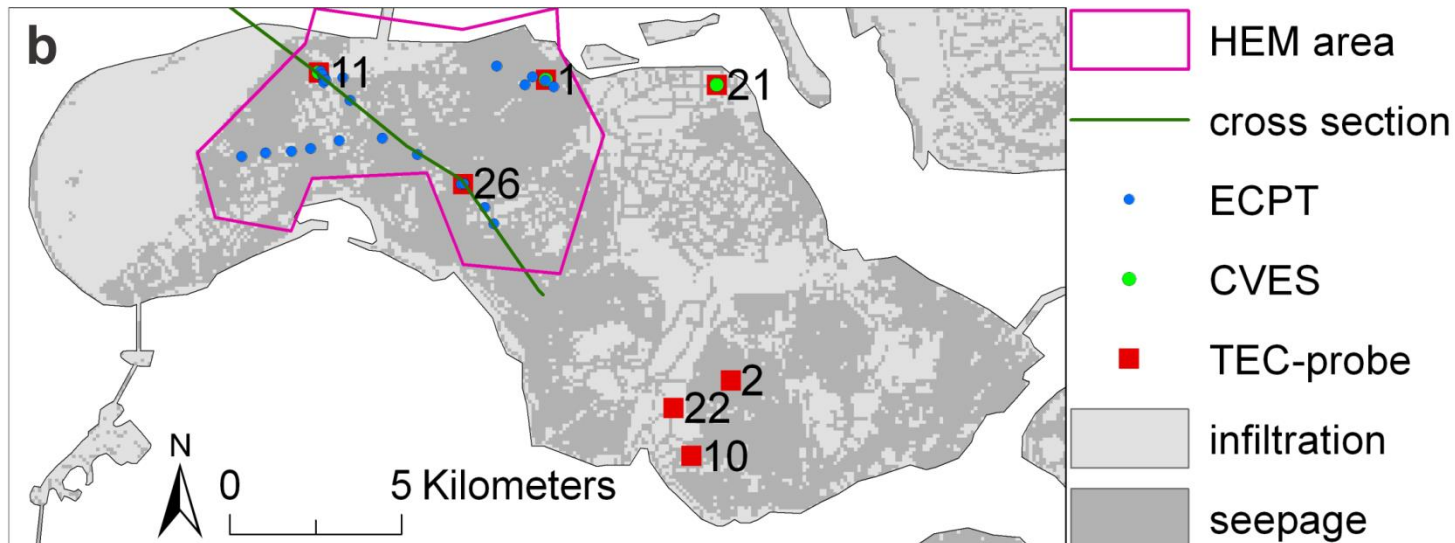 b
11
1
21
26
2
22
10
N
0
5 Kilometers
HEM area
cross section
ECPT
CVES
TEC-probe
infiltration
seepage